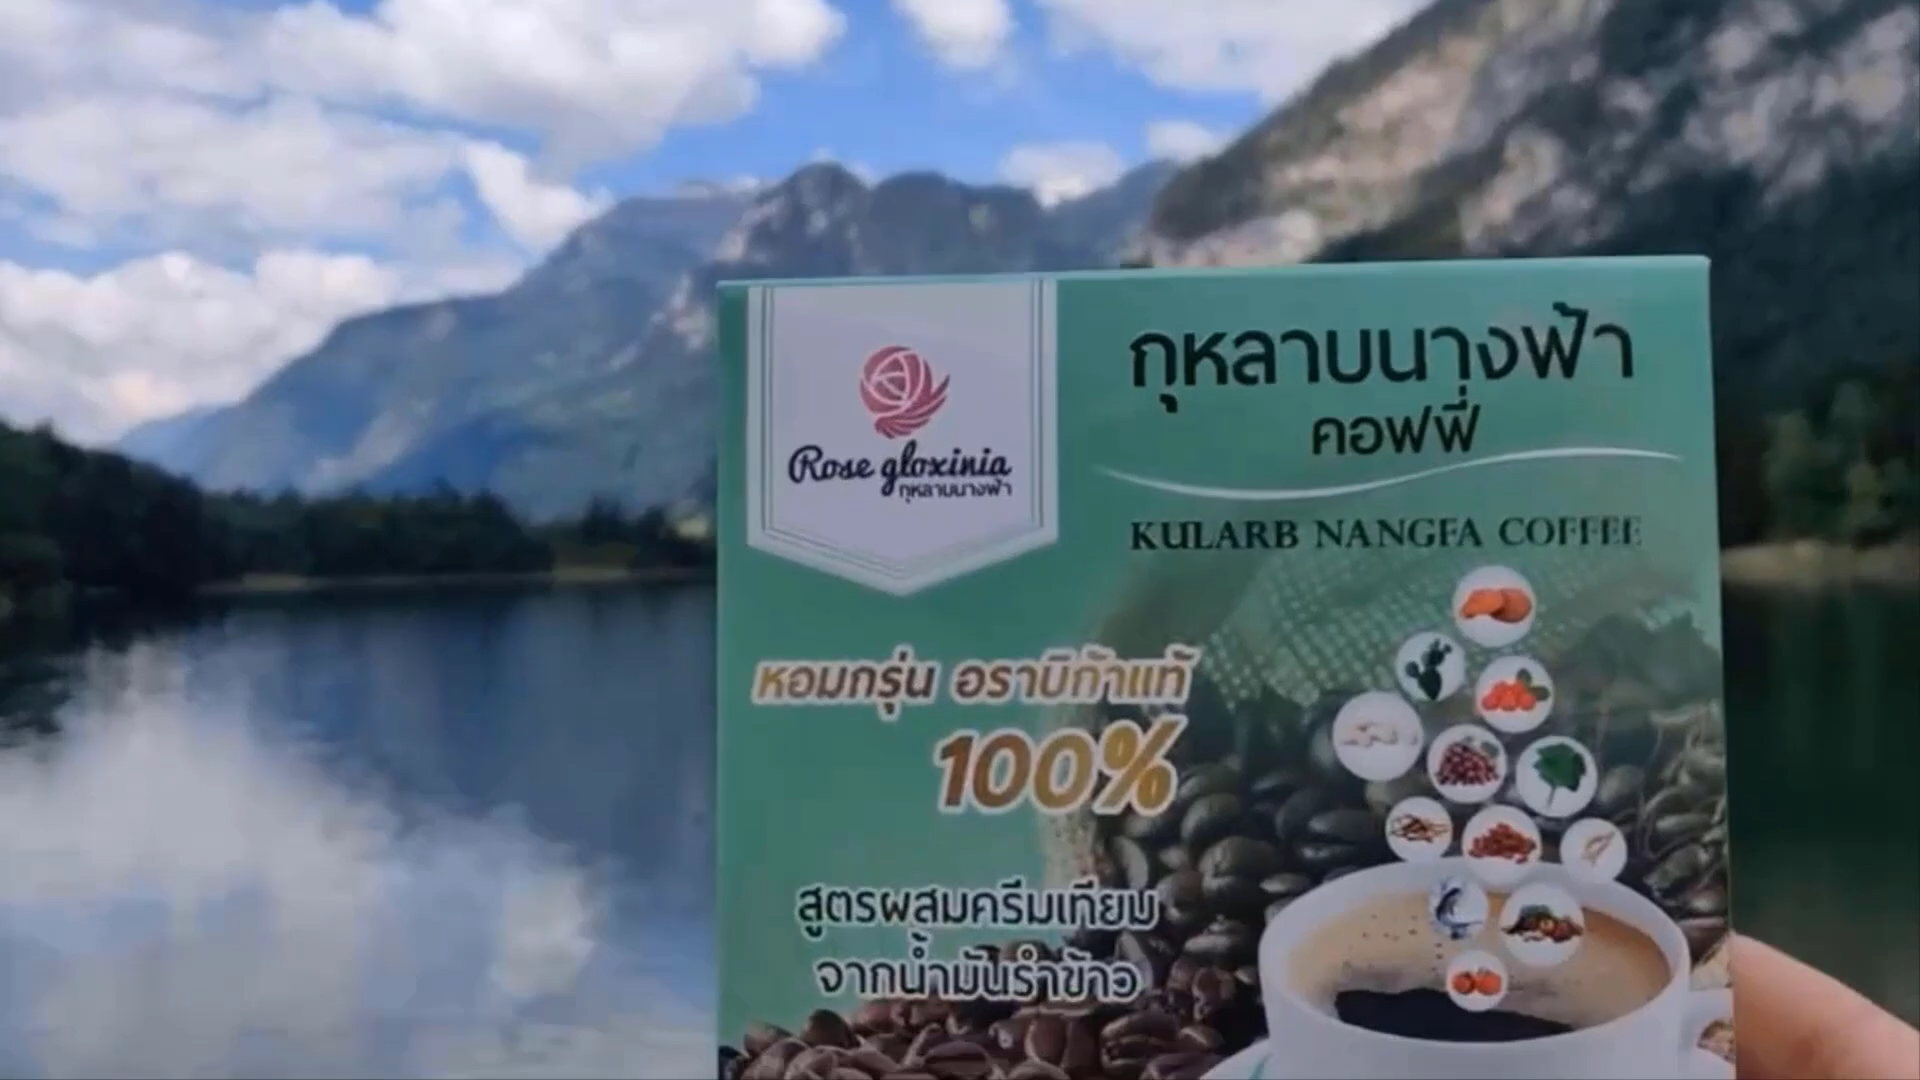 Rose gloxinia
กุหลาบนางฟ้า
กุหลาบนางฟ้า
คอฟฟี่
KULARB NANGFA COFFEE
หอมกรุ่น อราบิก้าแท้
100%
สูตรผสมครีมเทียม
จากน้ำมันรำข้าว